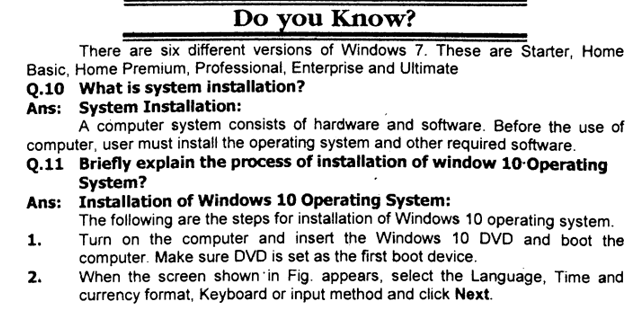 Do you Know?
There are six different versions of Windows 7. These are Starter, Home
Basic, Home Premium, Professional, Enterprise and Ultimate
Q.10 What is system installation?
Ans: System Installation:
A computer system consists of hardware and software. Before the use of
computer, user must install the operating system and other required software.
Q.11 Briefly explain the process of installation of window 10 Operating
System?
Ans: Installation of Windows 10 Operating System:
The following are the steps for installation of Windows 10 operating system.
1. Turn on the computer and insert the Windows 10 DVD and boot the
computer. Make sure DVD is set as the first boot device.
2. When the screen shown in Fig. appears, select the Language, Time and
currency format, Keyboard or input method and click Next.